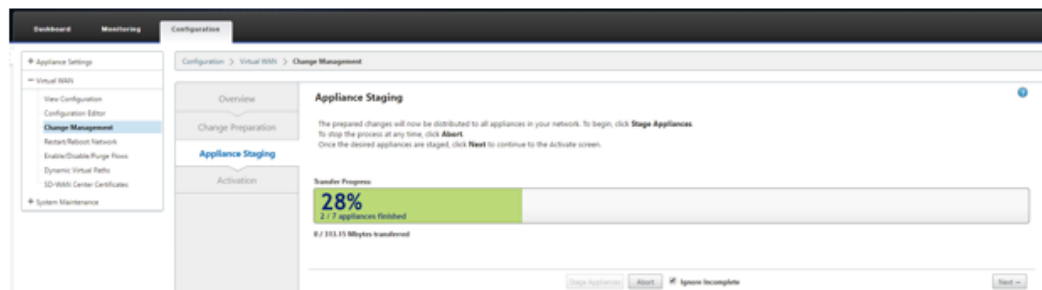 Dashboard Monitoring Configuration
+ Appliance Settings
− Virtual WAN
View Configuration
Configuration Editor
Change Management
Restart/Reboot Network
Enable/Disable/Purge Flows
Dynamic Virtual Paths
SD-WAN Center Certificates
+ System Maintenance
Configuration > Virtual WAN > Change Management
Overview
Change Preparation
Appliance Staging
Activation
Appliance Staging
The prepared changes will now be distributed to all appliances in your network. To begin, click Stage Appliances.
To stop the process at any time, click Abort.
Once the desired appliances are staged, click Next to continue to the Activate screen.
Transfer Progress:
28%
2 / 7 appliances finished
0 / 313.15 Mbytes transferred
Stage Appliances Abort Ignore Incomplete Next →